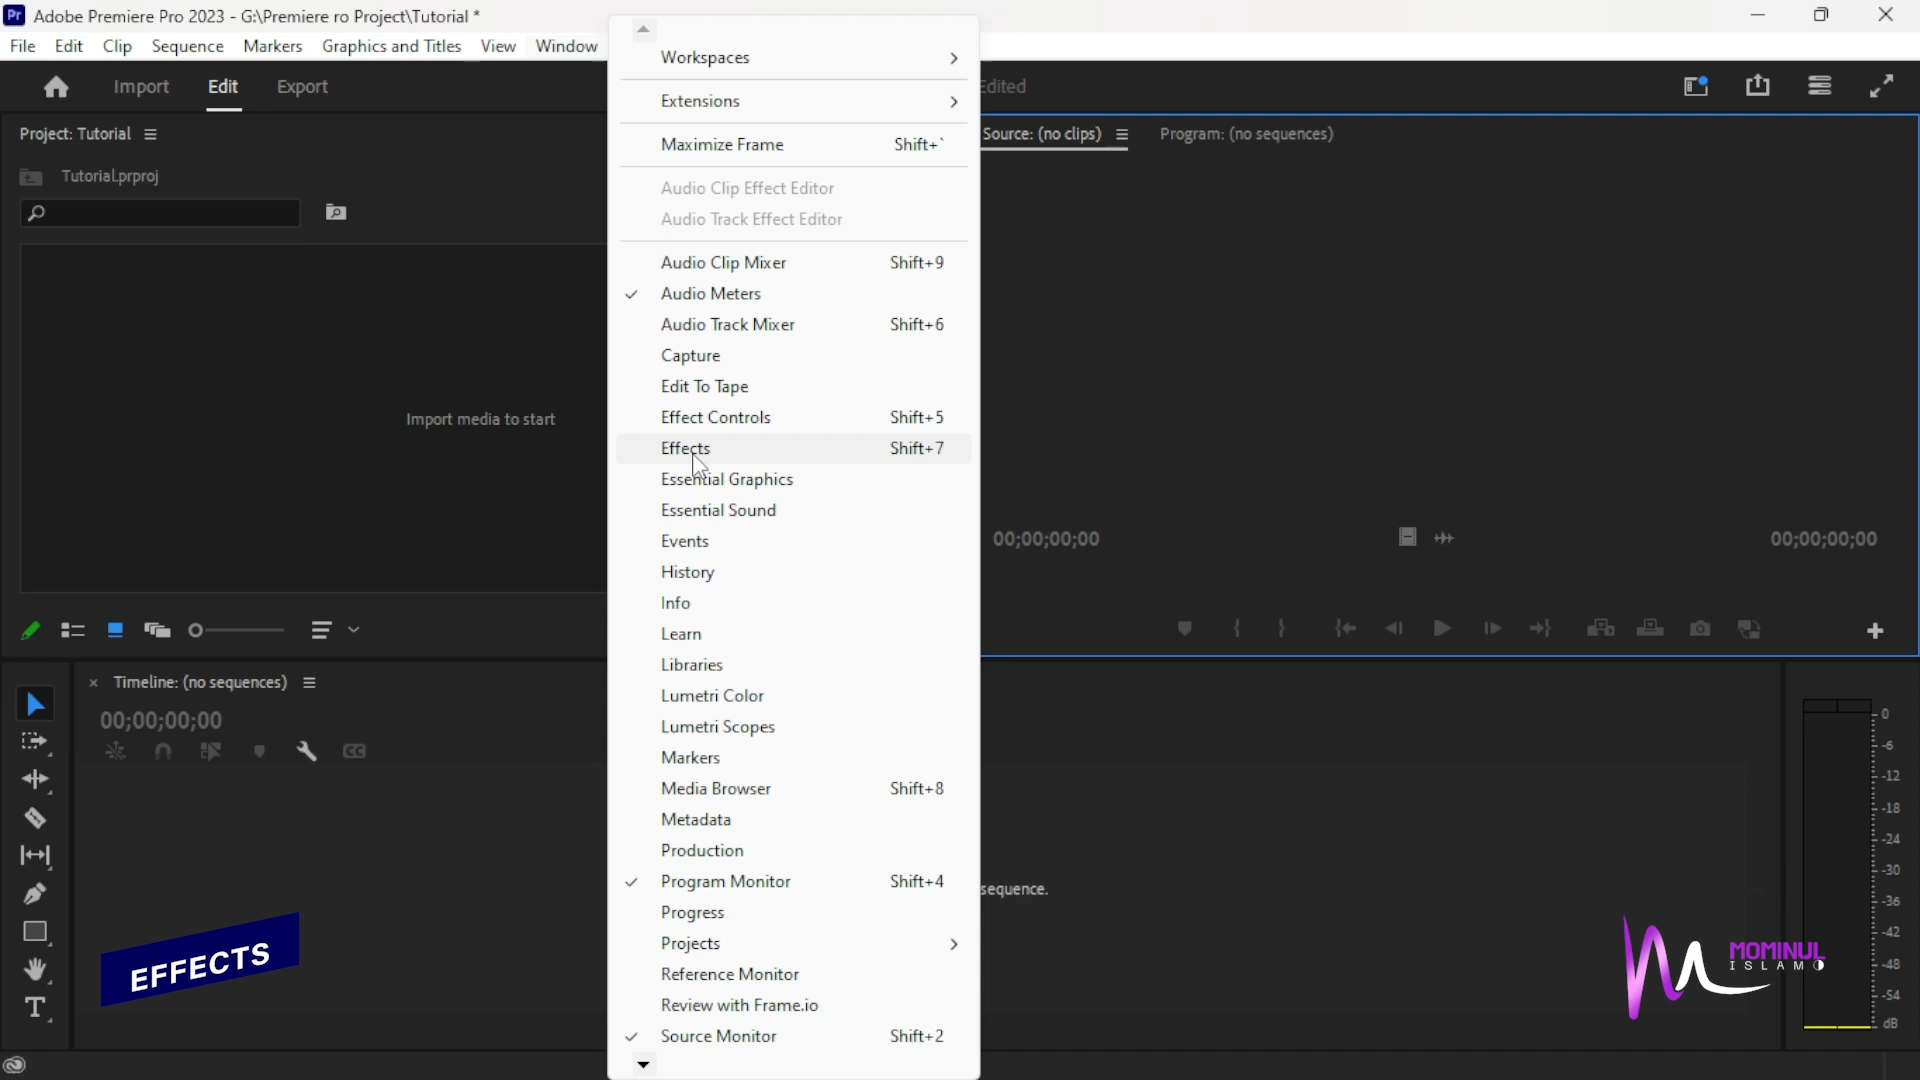 Pr Adobe Premiere Pro 2023 - G:\Premiere ro Project\Tutorial *
File Edit Clip Sequence Markers Graphics and Titles View Window
Import Edit Export Edited
Project: Tutorial
Tutorial.prproj
Import media to start
Workspaces
Extensions
Maximize Frame Shift+`
Audio Clip Effect Editor
Audio Track Effect Editor
Audio Clip Mixer Shift+9
Audio Meters
Audio Track Mixer Shift+6
Capture
Edit To Tape
Effect Controls Shift+5
Effects Shift+7
Essential Graphics
Essential Sound
Events
History
Info
Learn
Libraries
Lumetri Color
Lumetri Scopes
Markers
Media Browser Shift+8
Metadata
Production
Program Monitor Shift+4
Progress
Projects
Reference Monitor
Review with Frame.io
Source Monitor Shift+2
Source: (no clips) Program: (no sequences)
00;00;00;00 00;00;00;00
Timeline: (no sequences)
00;00;00;00
CC
sequence.
0
-6
-12
-18
-24
-30
-36
-42
-48
-54
dB
EFFECTS
MOMINUL
ISLAM